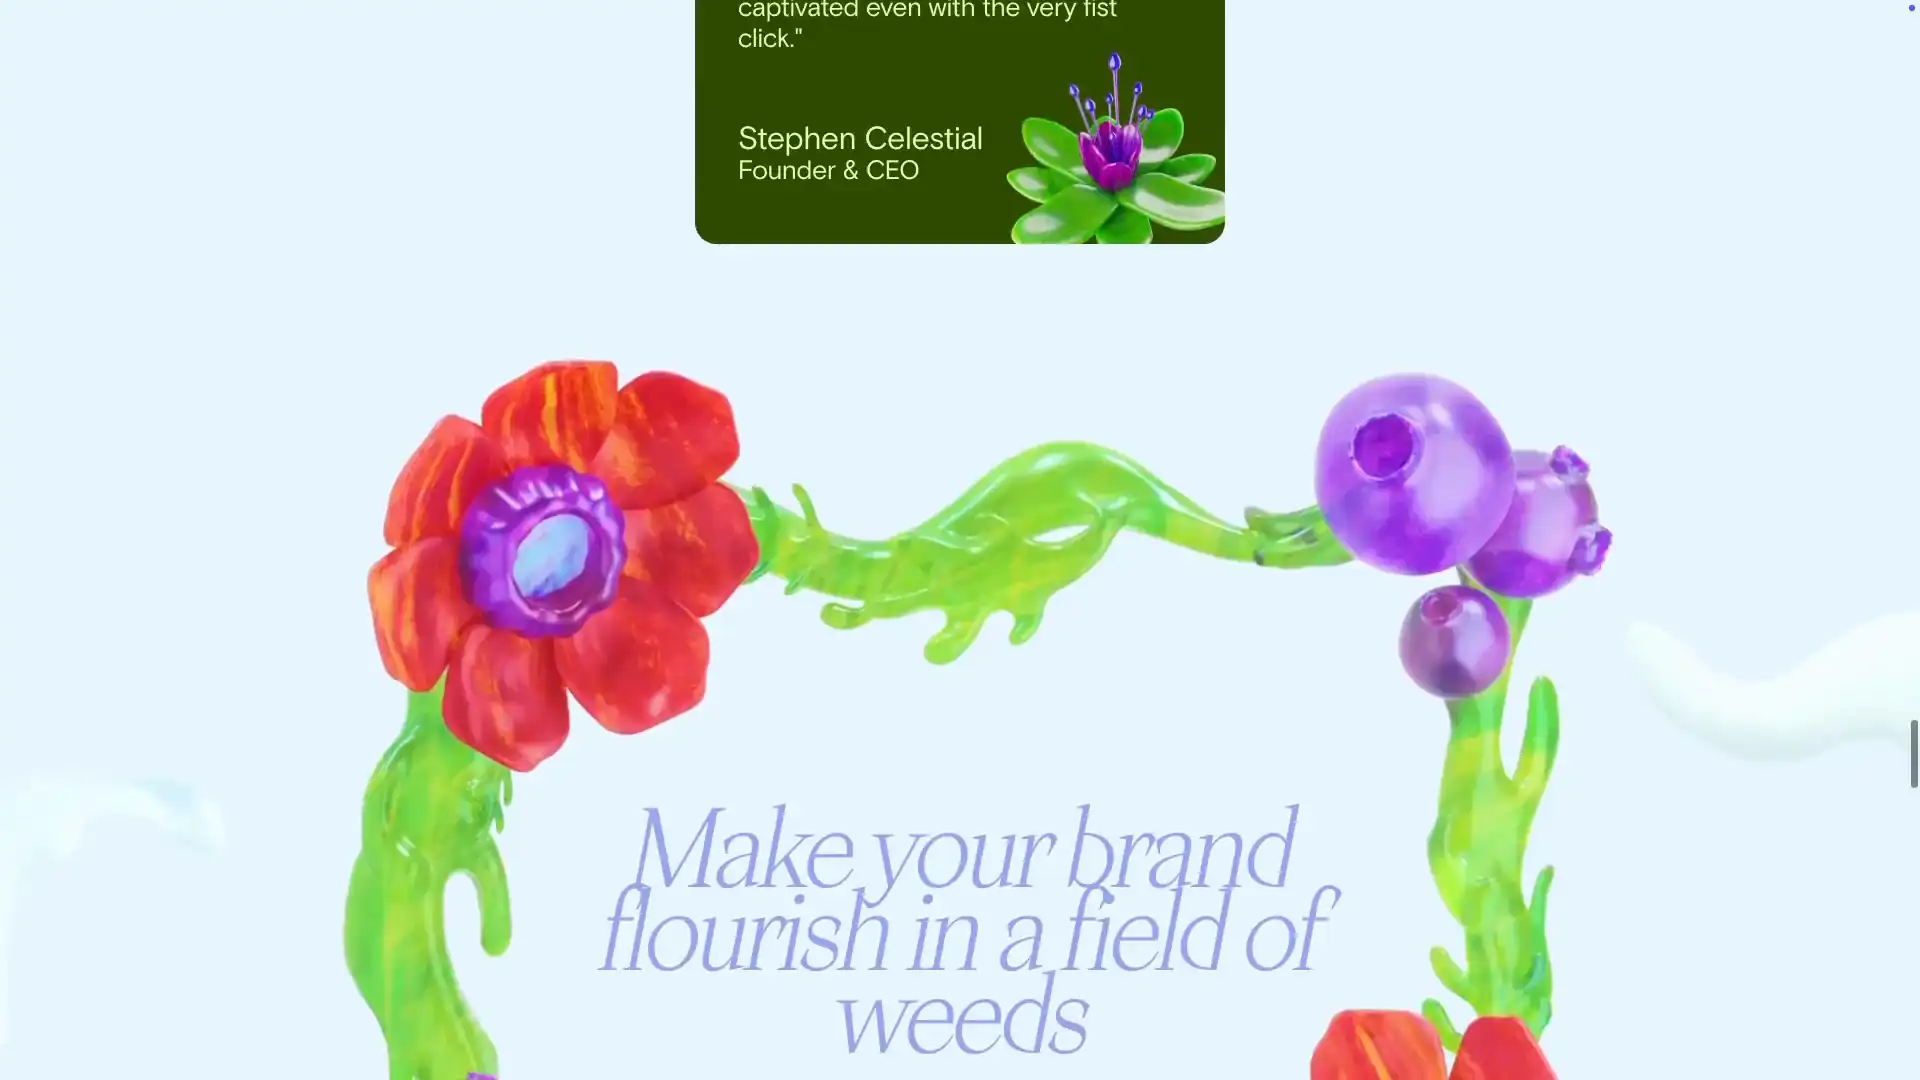 captivated even with the very fist
click."
Stephen Celestial
Founder & CEO
Make your brand
flourish in a field of
weeds